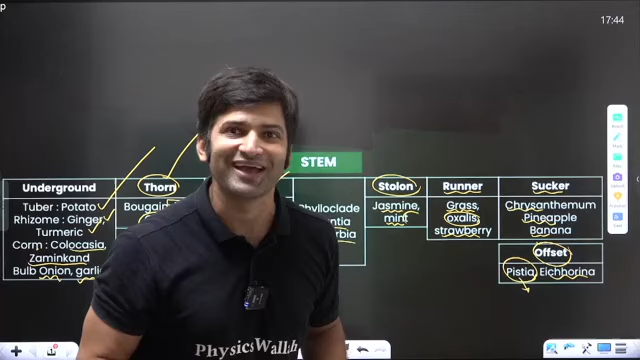 p
17:44
STEM
Underground
Tuber : Potato
Rhizome : Ginger,
Turmeric
Corm : Colocasia,
Zaminkand
Bulb Onion, garlic
Thorn
Bougain
Stolon
Jasmine,
mint
Runner
Grass,
oxalis,
strawberry
Sucker
Chrysanthemum
Pineapple
Banana
Offset
Pistia, Eichhorina
PhysicsWallah